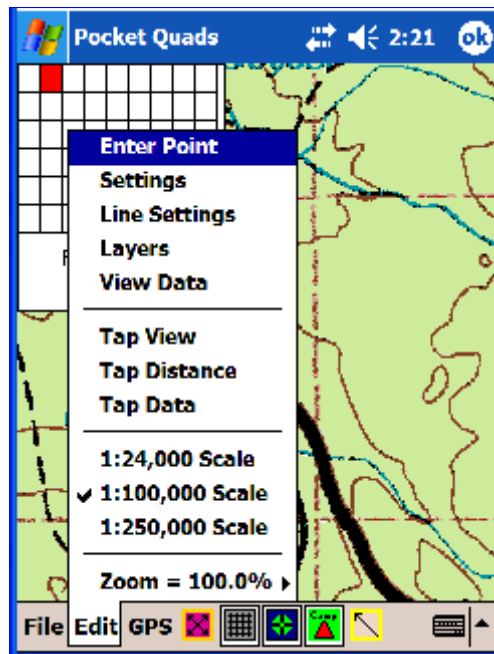 Pocket Quads 2:21 ok
Enter Point
Settings
Line Settings
Layers
View Data
Tap View
Tap Distance
Tap Data
1:24,000 Scale
1:100,000 Scale
1:250,000 Scale
Zoom = 100.0%
File Edit GPS Camp